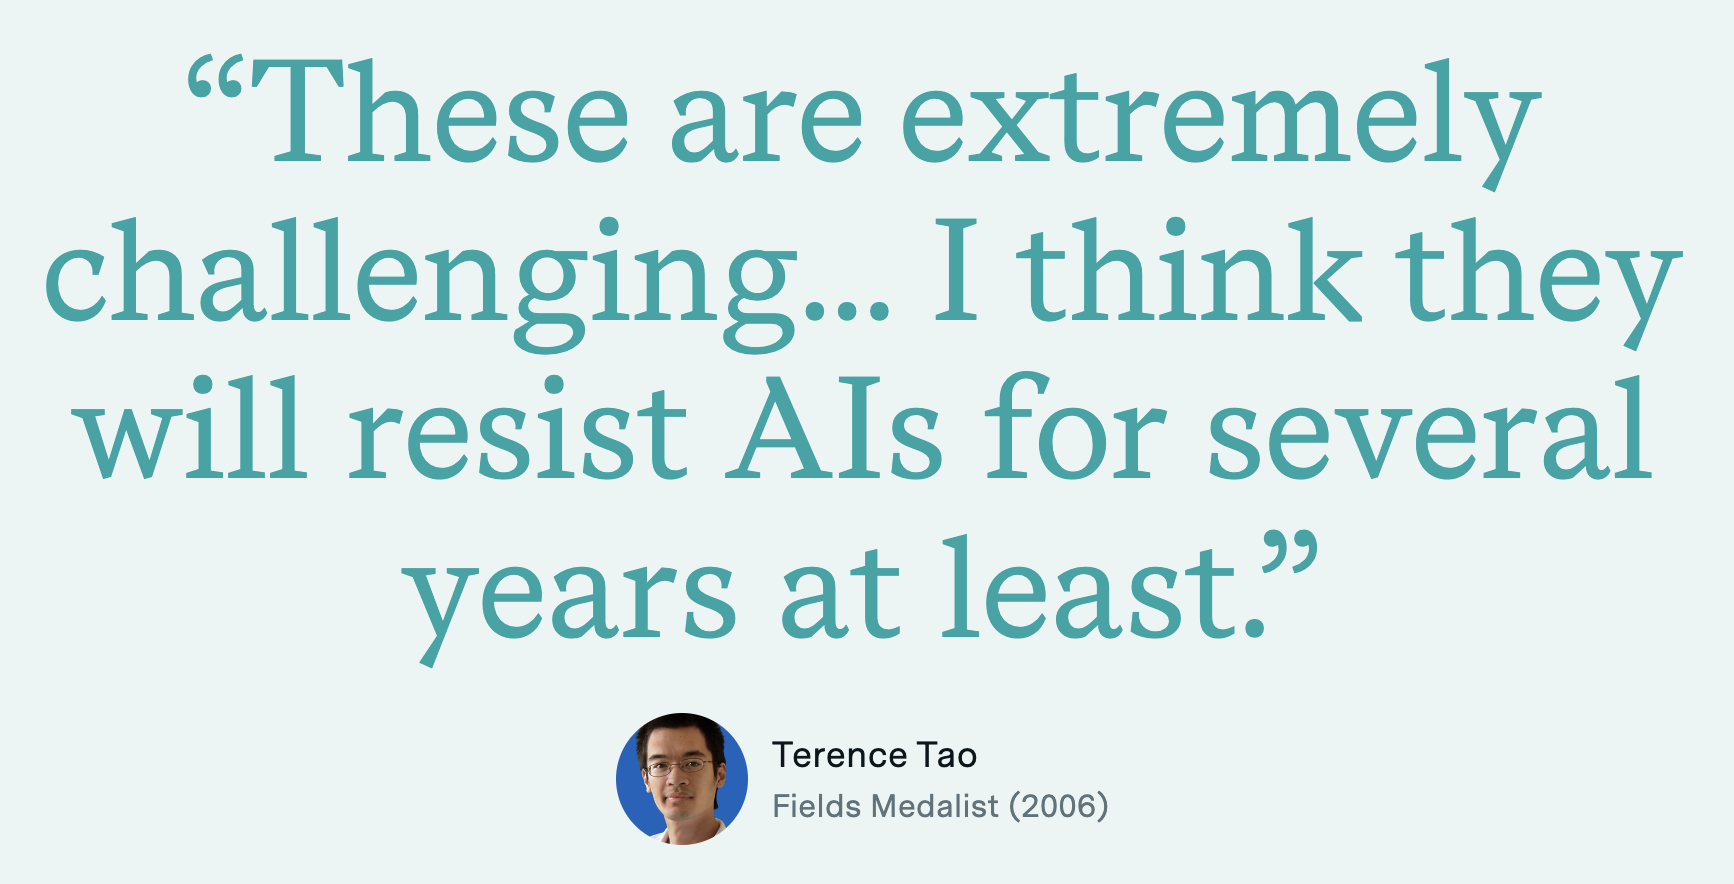 “These are extremely
challenging... I think they
will resist AIs for several
years at least.”
Terence Tao
Fields Medalist (2006)